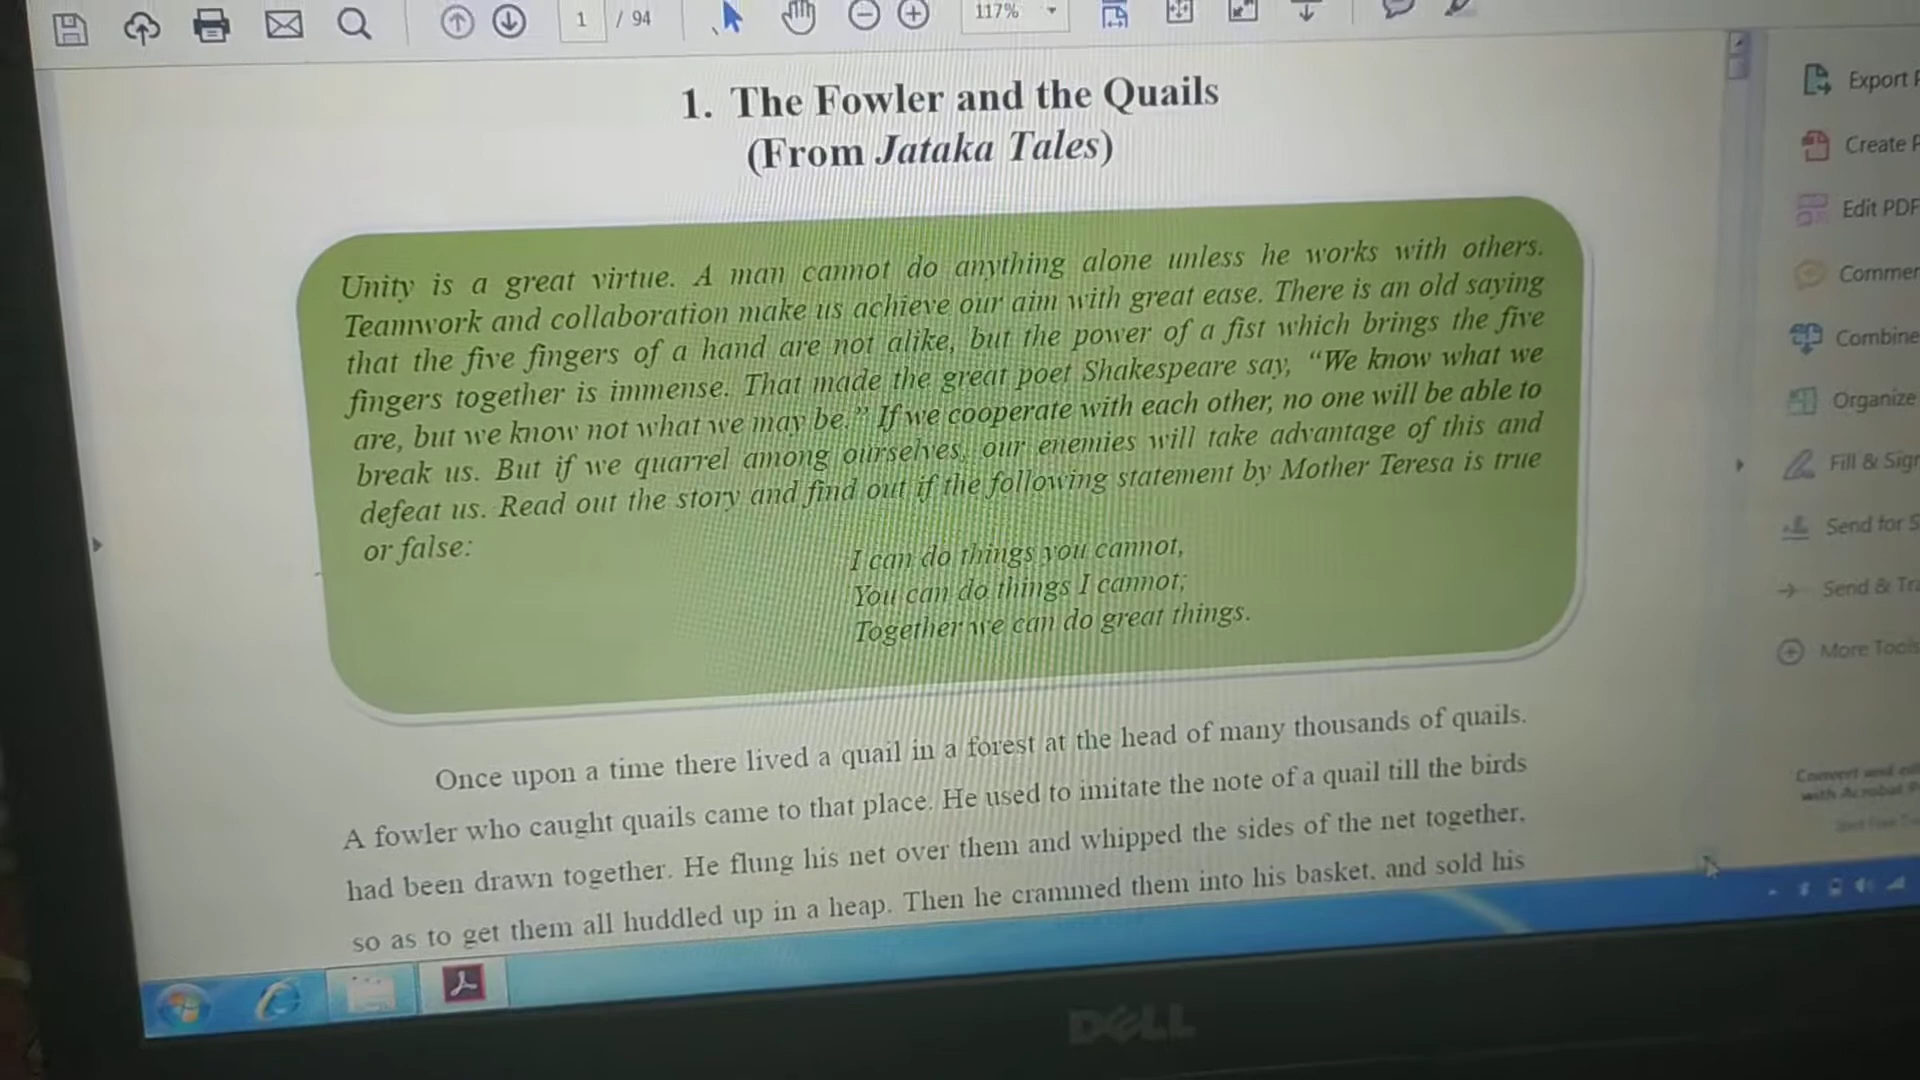 1 / 94
117%
1. The Fowler and the Quails
(From Jataka Tales)
Unity is a great virtue. A man cannot do anything alone unless he works with others.
Teamwork and collaboration make us achieve our aim with great ease. There is an old saying
that the five fingers of a hand are not alike, but the power of a fist which brings the five
fingers together is immense. That made the great poet Shakespeare say, “We know what we
are, but we know not what we may be.” If we cooperate with each other, no one will be able to
break us. But if we quarrel among ourselves, our enemies will take advantage of this and
defeat us. Read out the story and find out if the following statement by Mother Teresa is true
or false:
I can do things you cannot,
You can do things I cannot;
Together we can do great things.
Once upon a time there lived a quail in a forest at the head of many thousands of quails.
A fowler who caught quails came to that place. He used to imitate the note of a quail till the birds
had been drawn together. He flung his net over them and whipped the sides of the net together,
so as to get them all huddled up in a heap. Then he crammed them into his basket, and sold his
Export P
Create P
Edit PDF
Commen
Combine
Organize
Fill & Sign
Send for S
Send & Tra
More Tools
Convert and edi
with Acrobat P
DELL